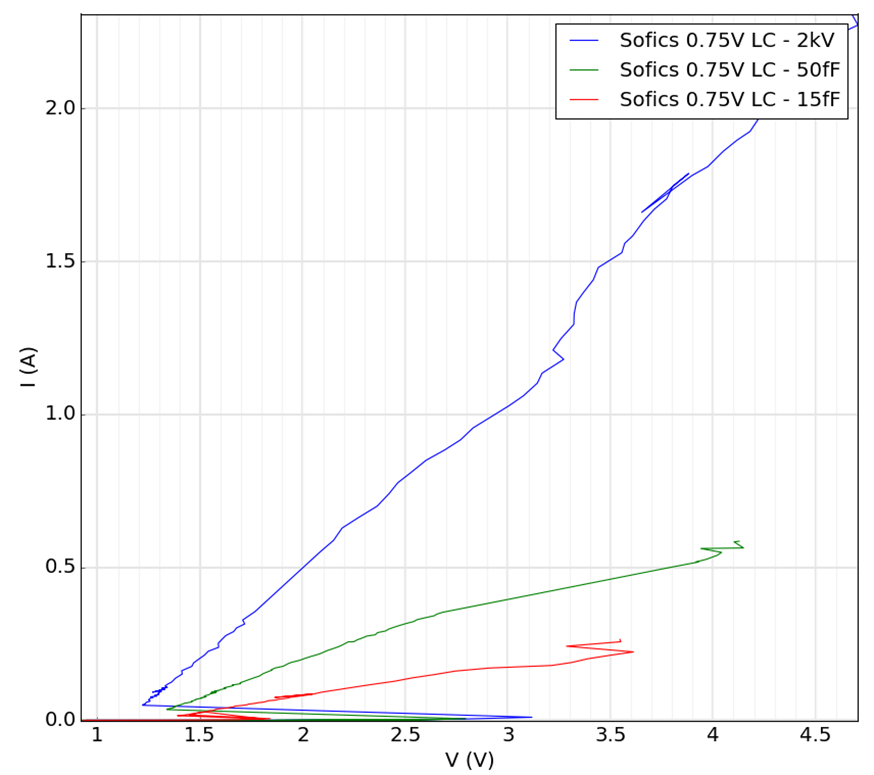 Sofics 0.75V LC - 2kV
Sofics 0.75V LC - 50fF
Sofics 0.75V LC - 15fF
2.0
1.5
1.0
0.5
0.0
I (A)
1 1.5 2 2.5 3 3.5 4 4.5
V (V)